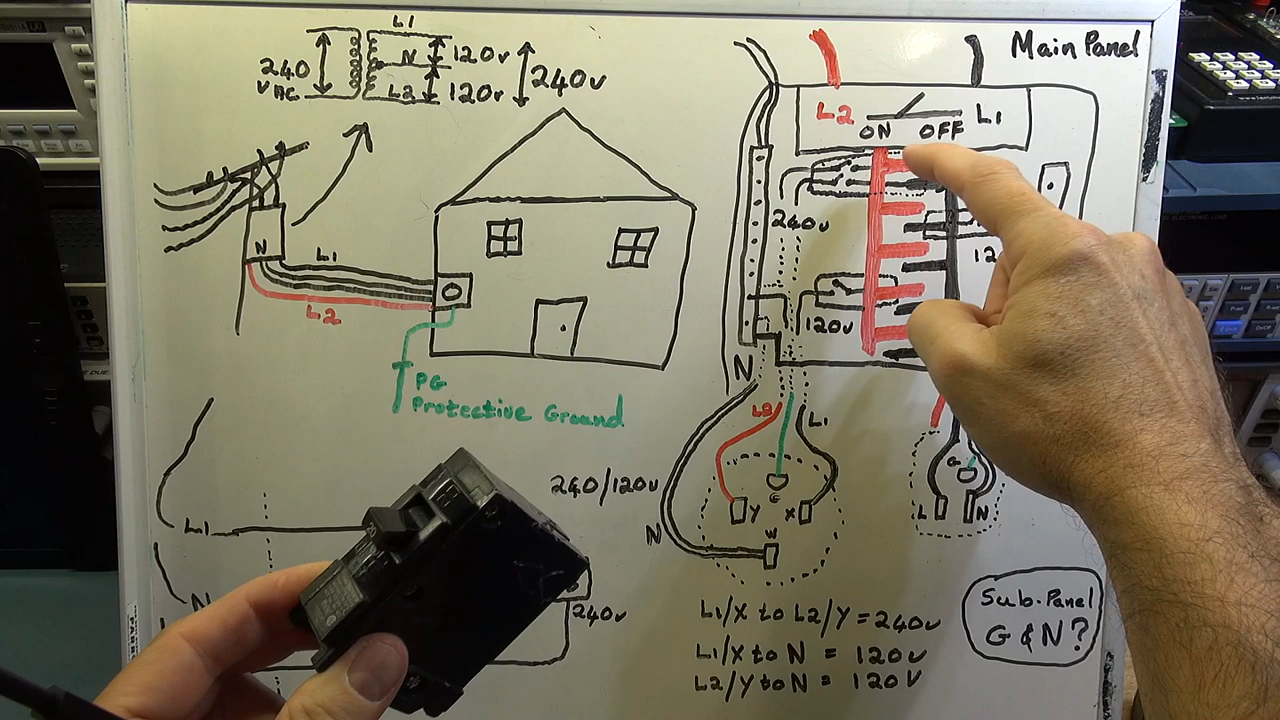 Main Panel
L1
240
VAC
N
120v
L2
120v
240v
L2
L1
ON OFF
N
L1
L2
240v
12
120v
PG
Protective Ground
N
L2
L1
240/120v
G
Y
X
W
N
G
L
N
L1
N
240v
L1/X to L2/Y = 240v
L1/X to N = 120v
L2/Y to N = 120V
Sub-Panel
G & N?